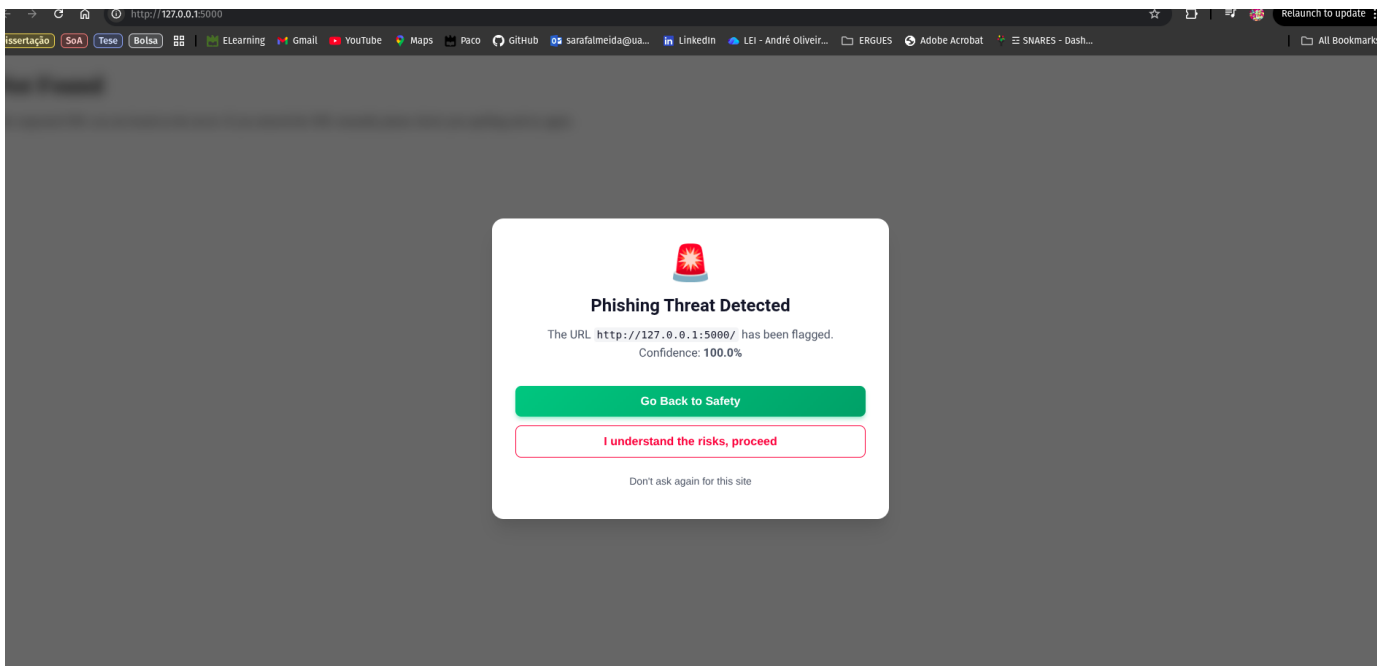 http://127.0.0.1:5000 Relaunch to update
issertação SoA Tese Bolsa ELearning Gmail YouTube Maps Paco GitHub sarafalmeida@ua... LinkedIn LEI - André Oliveir... ERGUES Adobe Acrobat SNARES - Dash... All Bookmarks
Phishing Threat Detected
The URL http://127.0.0.1:5000/ has been flagged.
Confidence: 100.0%
Go Back to Safety
I understand the risks, proceed
Don't ask again for this site